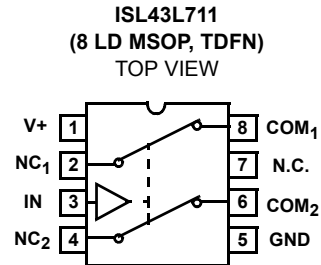 ISL43L711
(8 LD MSOP, TDFN)
TOP VIEW
V+ 1
NC1 2
IN 3
NC2 4
8 COM1
7 N.C.
6 COM2
5 GND